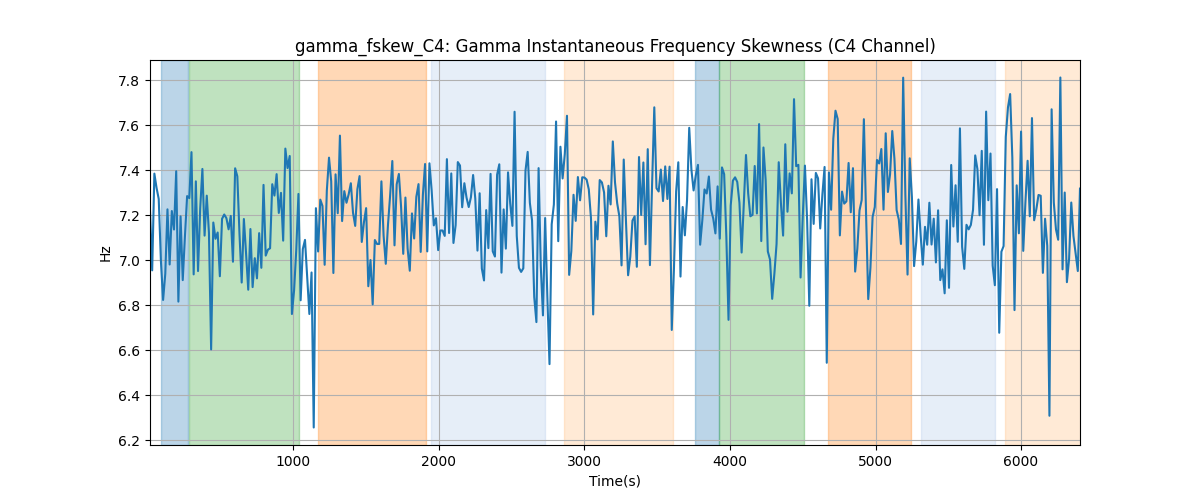 gamma_fskew_C4: Gamma Instantaneous Frequency Skewness (C4 Channel)
7.8
7.6
7.4
7.2
7.0
6.8
6.6
6.4
6.2
Hz
1000 2000 3000 4000 5000 6000
Time(s)